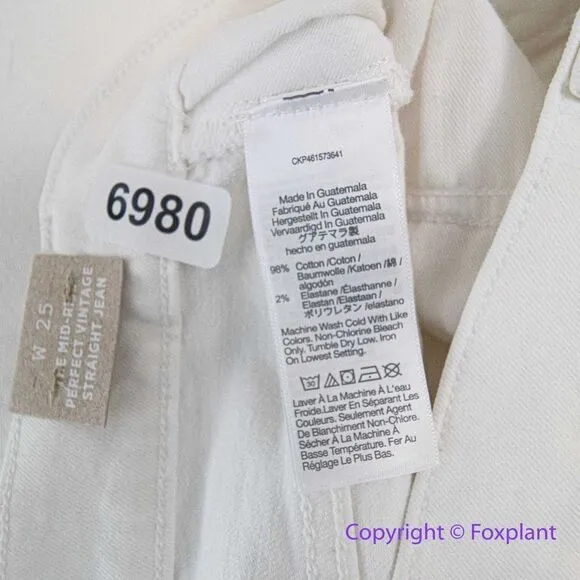 CKP461573641
Made In Guatemala
Fabriqué Au Guatemala
Hergestellt In Guatemala
Vervaardigd In Guatemala
グアテマラ製
hecho en guatemala
98% Cotton /Coton /
Baumwolle /Katoen /綿 /
algodón
2% Elastane /Élasthanne /
Elastan /Elastaan /
ポリウレタン /elastano
Machine Wash Cold With Like
Colors. Non-Chlorine Bleach
Only. Tumble Dry Low. Iron
On Lowest Setting.
30
Laver À La Machine À L'eau
Froide.Laver En Séparant Les
Couleurs. Seulement Agent
De Blanchiment Non-Chlore.
Sécher À La Machine À
Basse Température. Fer Au
Réglage Le Plus Bas.
6980
W 25
MID-R
PERFECT VINTAGE
STRAIGHT JEAN
Copyright © Foxplant